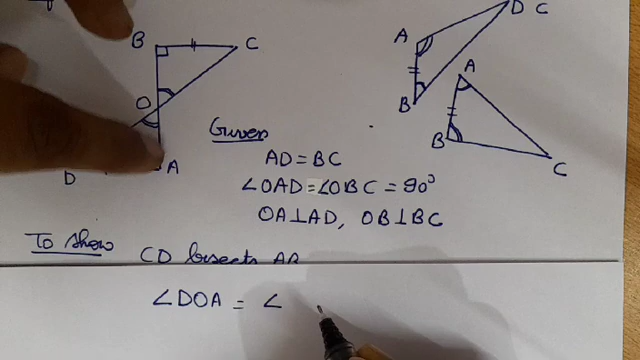 B C
O
D A
D C
A
B
A
B
C
Given
AD = BC
∠OAD = ∠OBC = 90°
OA ⊥ AD, OB ⊥ BC
To show CD bisects AB
∠DOA = ∠